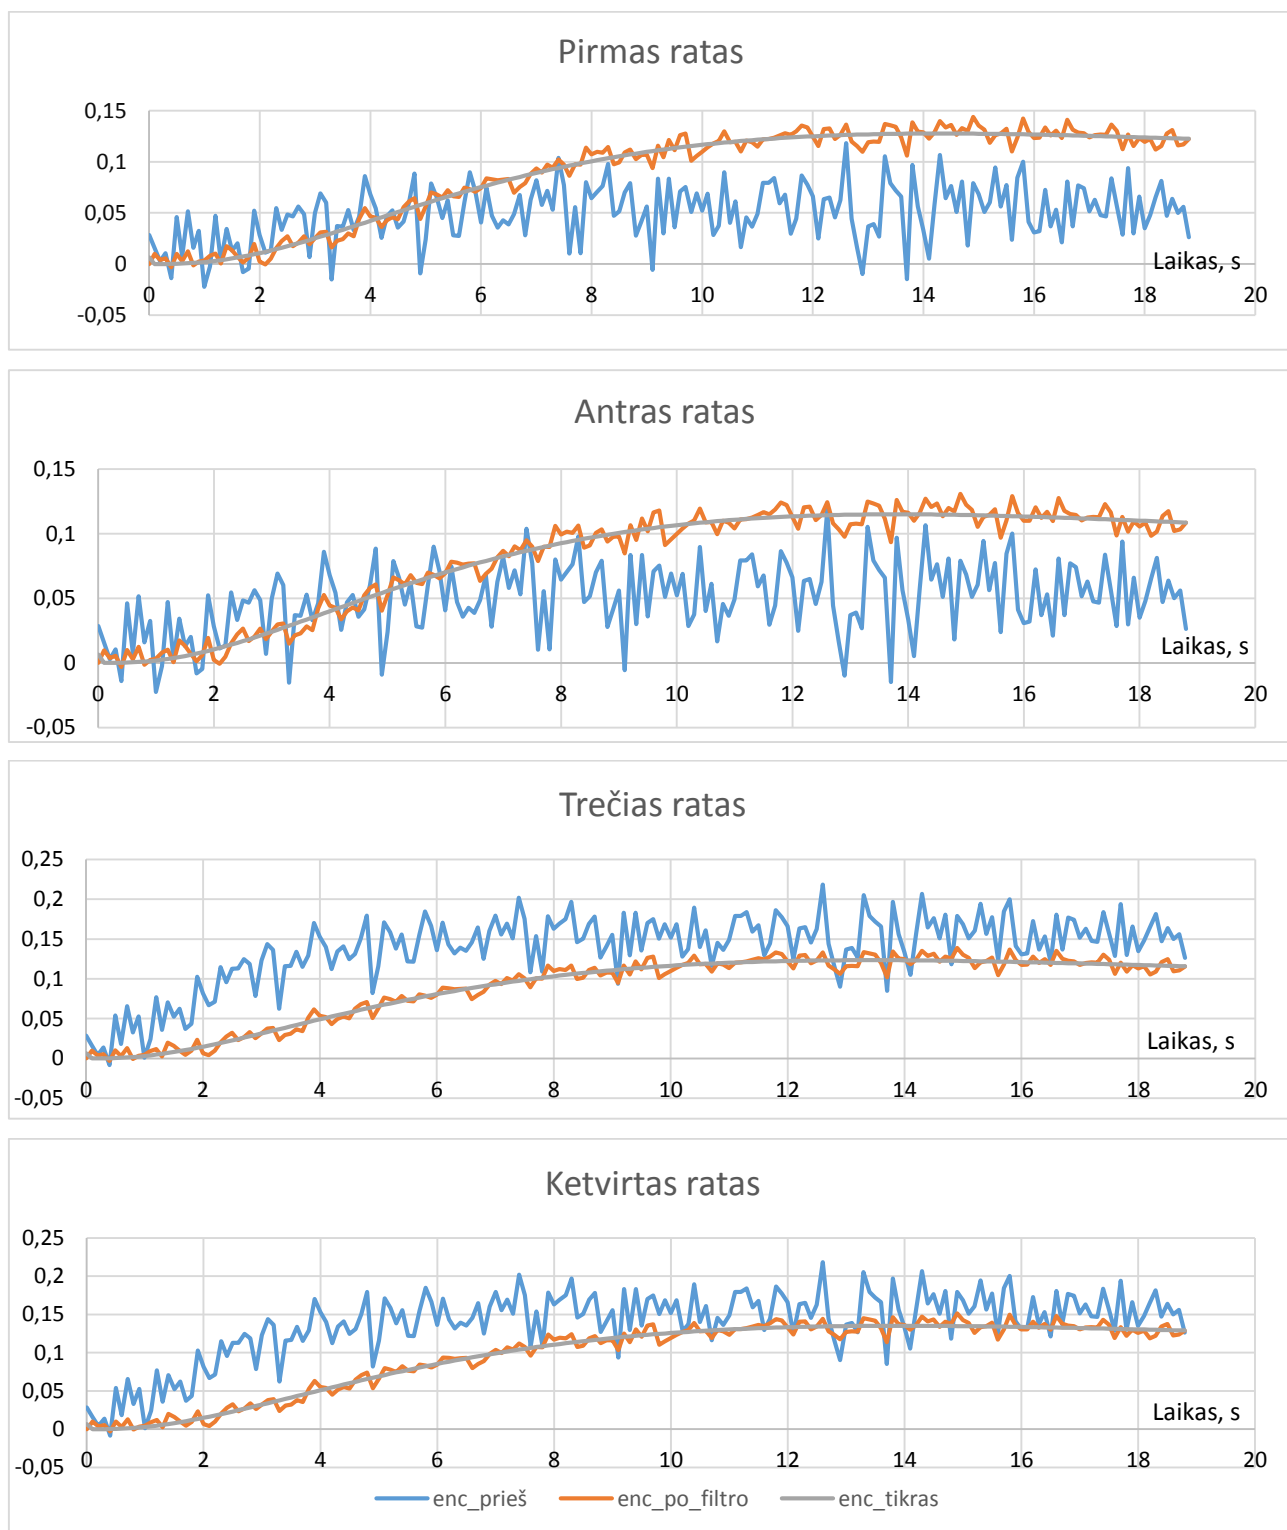 Pirmas ratas
0,15
0,1
0,05
0
-0,05
Laikas, s
0 2 4 6 8 10 12 14 16 18 20
Antras ratas
0,15
0,1
0,05
0
-0,05
Laikas, s
0 2 4 6 8 10 12 14 16 18 20
Trečias ratas
0,25
0,2
0,15
0,1
0,05
0
-0,05
Laikas, s
0 2 4 6 8 10 12 14 16 18 20
Ketvirtas ratas
0,25
0,2
0,15
0,1
0,05
0
-0,05
Laikas, s
0 2 4 6 8 10 12 14 16 18 20
enc_prieš enc_po_filtro enc_tikras